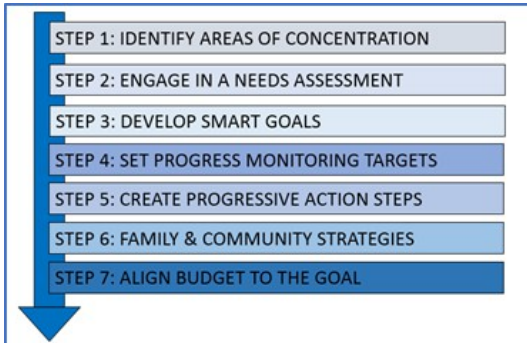 STEP 1: IDENTIFY AREAS OF CONCENTRATION
STEP 2: ENGAGE IN A NEEDS ASSESSMENT
STEP 3: DEVELOP SMART GOALS
STEP 4: SET PROGRESS MONITORING TARGETS
STEP 5: CREATE PROGRESSIVE ACTION STEPS
STEP 6: FAMILY & COMMUNITY STRATEGIES
STEP 7: ALIGN BUDGET TO THE GOAL